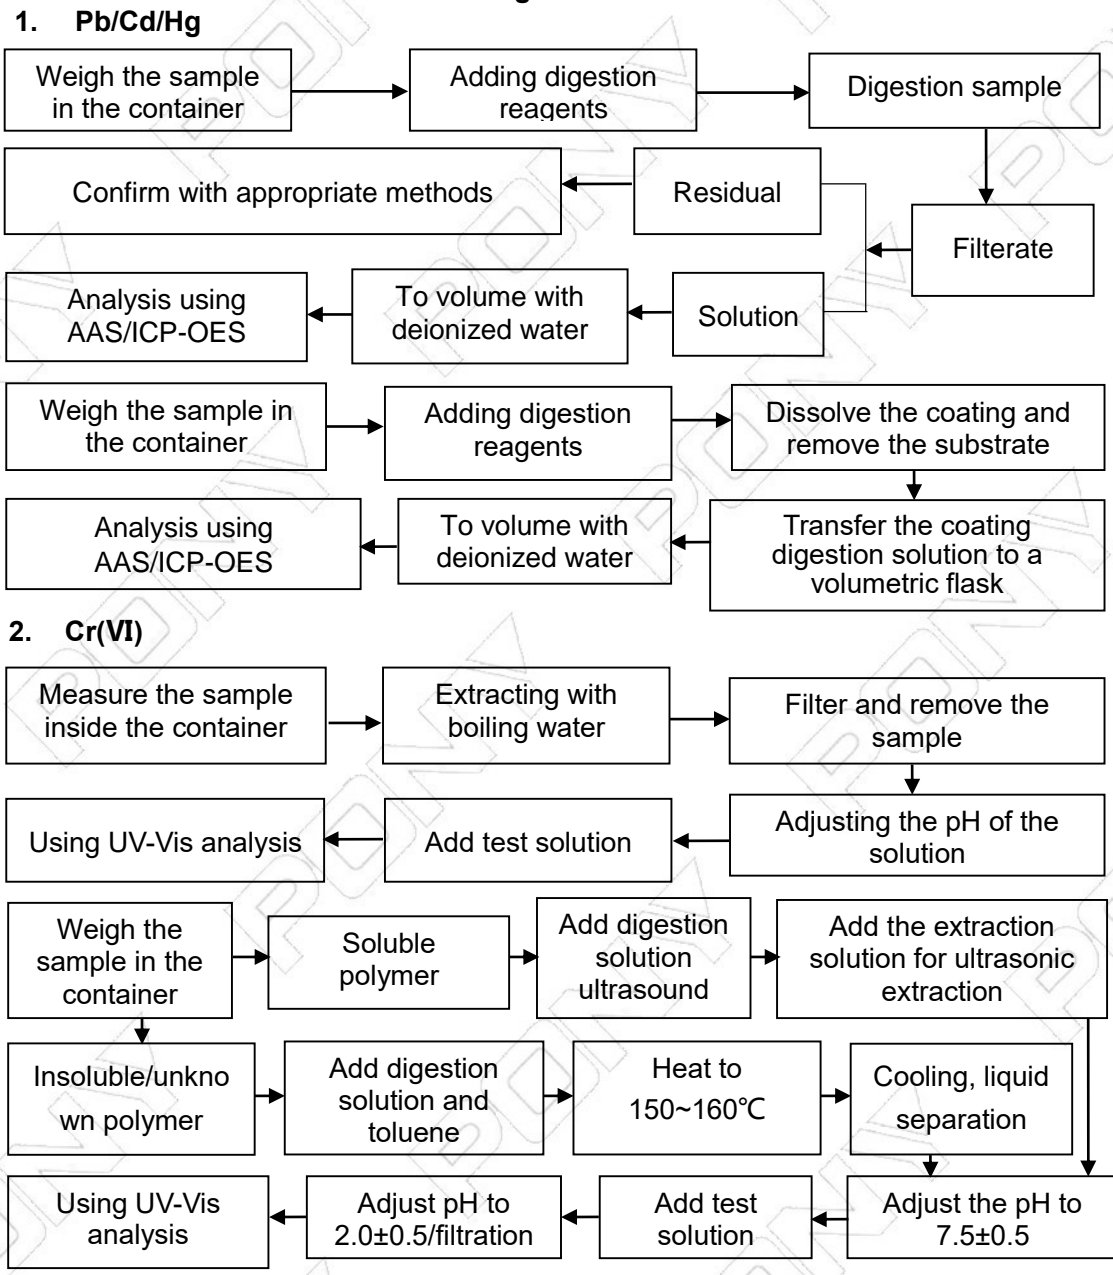 1. Pb/Cd/Hg
Weigh the sample
in the container
Adding digestion
reagents
Digestion sample
Confirm with appropriate methods
Residual
Filterate
Analysis using
AAS/ICP-OES
To volume with
deionized water
Solution
Weigh the sample in
the container
Adding digestion
reagents
Dissolve the coating and
remove the substrate
Analysis using
AAS/ICP-OES
To volume with
deionized water
Transfer the coating
digestion solution to a
volumetric flask
2. Cr(Ⅵ)
Measure the sample
inside the container
Extracting with
boiling water
Filter and remove the
sample
Using UV-Vis analysis
Add test solution
Adjusting the pH of the
solution
Weigh the
sample in the
container
Soluble
polymer
Add digestion
solution
ultrasound
Add the extraction
solution for ultrasonic
extraction
Insoluble/unkno
wn polymer
Add digestion
solution and
toluene
Heat to
150~160℃
Cooling, liquid
separation
Using UV-Vis
analysis
Adjust pH to
2.0±0.5/filtration
Add test
solution
Adjust the pH to
7.5±0.5
PONY